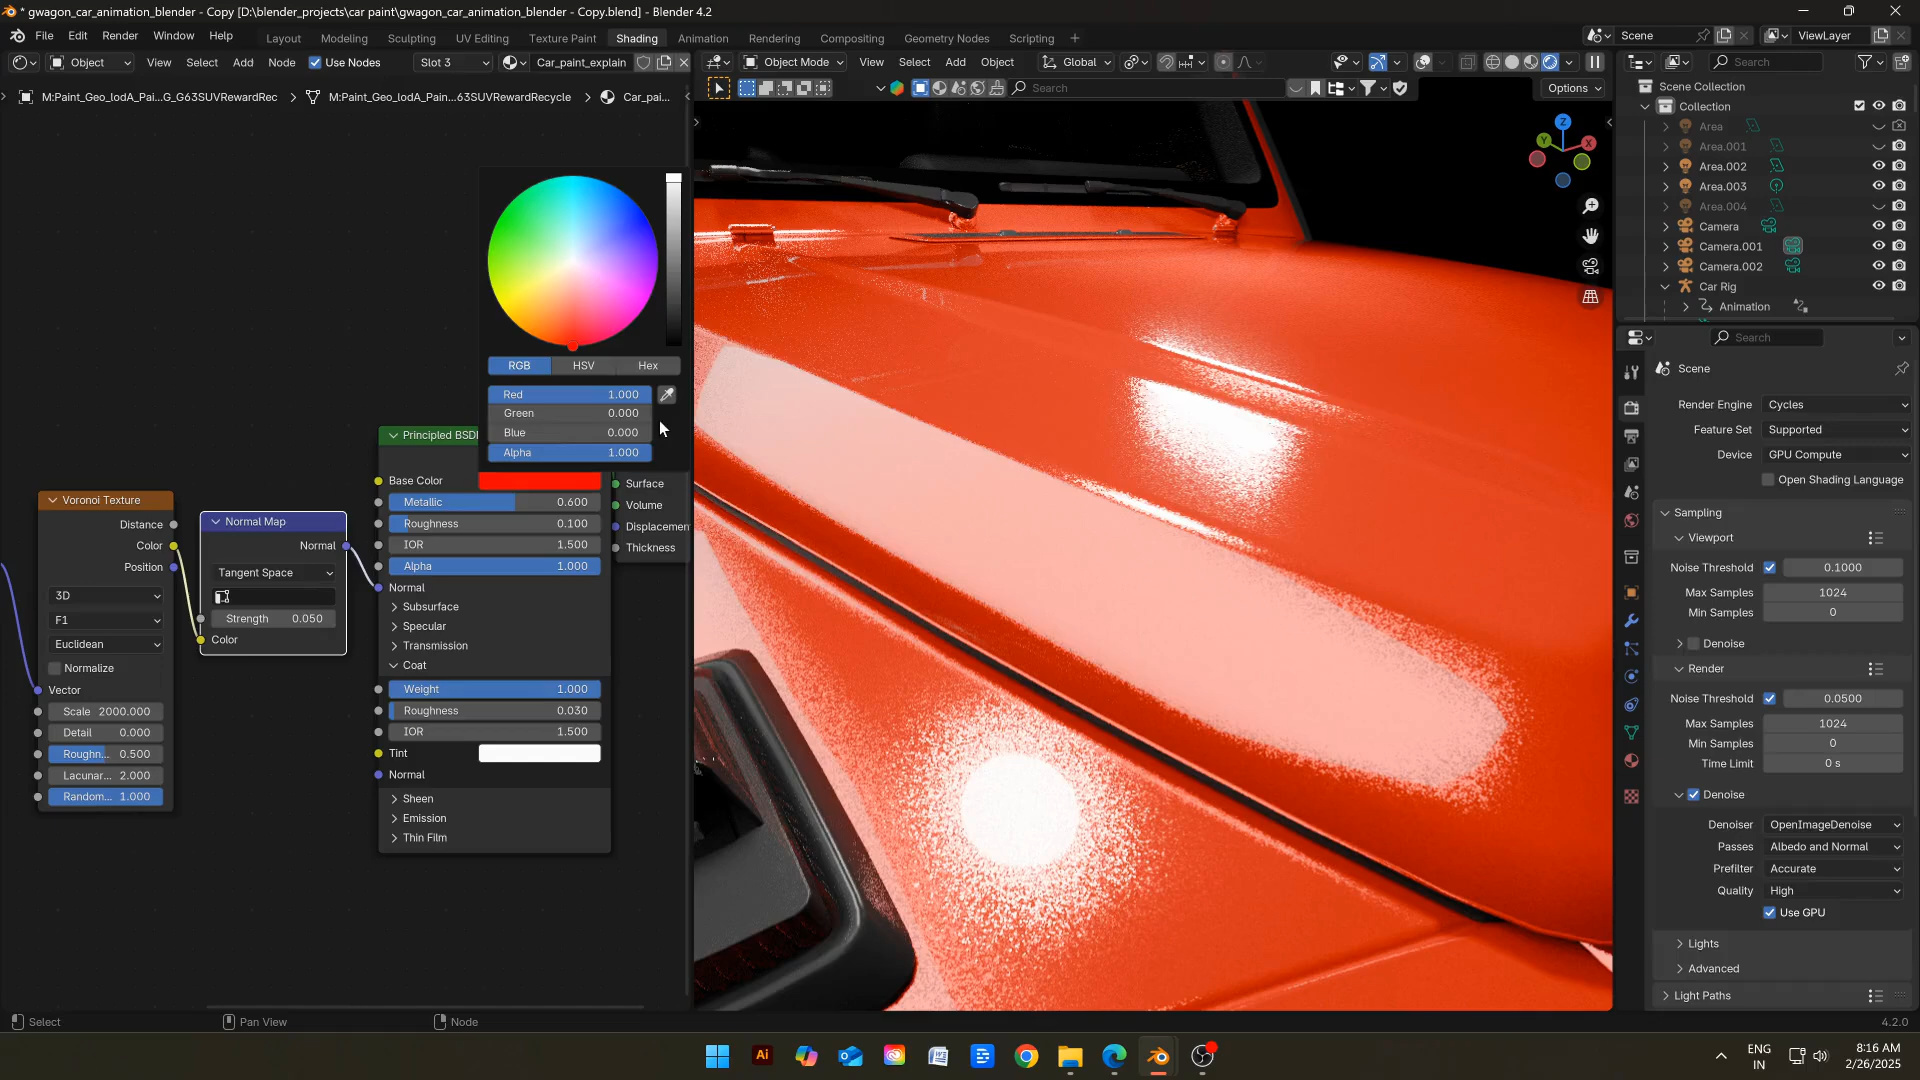 * gwagon_car_animation_blender - Copy [D:\blender_projects\car paint\gwagon_car_animation_blender - Copy.blend] - Blender 4.2
File Edit Render Window Help
Layout Modeling Sculpting UV Editing Texture Paint Shading Animation Rendering Compositing Geometry Nodes Scripting +
Scene
ViewLayer
Object View Select Add Node Use Nodes Slot 3 Car_paint_explain
Object Mode View Select Add Object Global
Search
M:Paint_Geo_lodA_Pai...G_G63SUVRewardRec
M:Paint_Geo_lodA_Pain...63SUVRewardRecycle
Car_pai...
Search
Options
Scene Collection
Collection
Area
Area.001
Area.002
Area.003
Area.004
Camera
Camera.001
Camera.002
Car Rig
Animation
Z
Y
X
RGB HSV Hex
Red 1.000
Green 0.000
Blue 0.000
Alpha 1.000
Voronoi Texture
Distance
Color
Position
3D
F1
Euclidean
Normalize
Vector
Scale 2000.000
Detail 0.000
Roughn... 0.500
Lacunar... 2.000
Random... 1.000
Normal Map
Normal
Tangent Space
Strength 0.050
Color
Principled BSD
Base Color
Metallic 0.600
Roughness 0.100
IOR 1.500
Alpha 1.000
Normal
Subsurface
Specular
Transmission
Coat
Weight 1.000
Roughness 0.030
IOR 1.500
Tint
Normal
Sheen
Emission
Thin Film
Surface
Volume
Displacemen
Thickness
Search
Scene
Render Engine Cycles
Feature Set Supported
Device GPU Compute
Open Shading Language
Sampling
Viewport
Noise Threshold 0.1000
Max Samples 1024
Min Samples 0
Denoise
Render
Noise Threshold 0.0500
Max Samples 1024
Min Samples 0
Time Limit 0 s
Denoise
Denoiser OpenImageDenoise
Passes Albedo and Normal
Prefilter Accurate
Quality High
Use GPU
Lights
Advanced
Light Paths
Select
Pan View
Node
4.2.0
Ai
ENG
IN
8:16 AM
2/26/2025